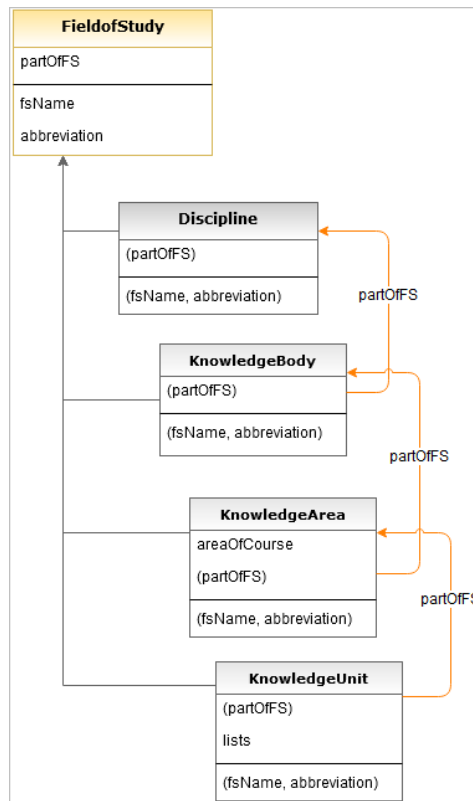 FieldofStudy
partOfFS
fsName
abbreviation
Discipline
(partOfFS)
(fsName, abbreviation)
partOfFS
KnowledgeBody
(partOfFS)
(fsName, abbreviation)
partOfFS
KnowledgeArea
areaOfCourse
(partOfFS)
(fsName, abbreviation)
partOfFS
KnowledgeUnit
(partOfFS)
lists
(fsName, abbreviation)